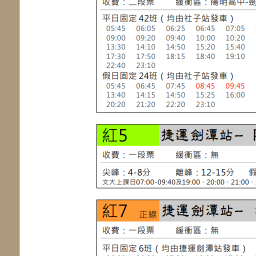 收費：二段票　緩衝區：陽明高中-是
平日固定42班（均由社子站發車）
05:45 06:05 06:25 06:45 07:05
09:00 09:20 09:40 10:00 10:20
13:30 14:10 14:50 15:20 15:40
17:30 17:50 18:15 18:40 19:10
22:40 23:10
假日固定24班（均由社子站發車）
05:45 06:45 07:45 08:45 09:45
13:40 14:15 14:50 15:25 16:00
20:20 21:20 22:20 23:10
紅5 捷運劍潭站－
收費：一段票　緩衝區：無
尖峰：4-8分　離峰：12-15分
文大上課日07:00-09:40及19:00、20:00、21:00、
紅7 正線 捷運劍潭站－
收費：一段票　緩衝區：無
平日固定6班（均由捷運劍潭站發車）